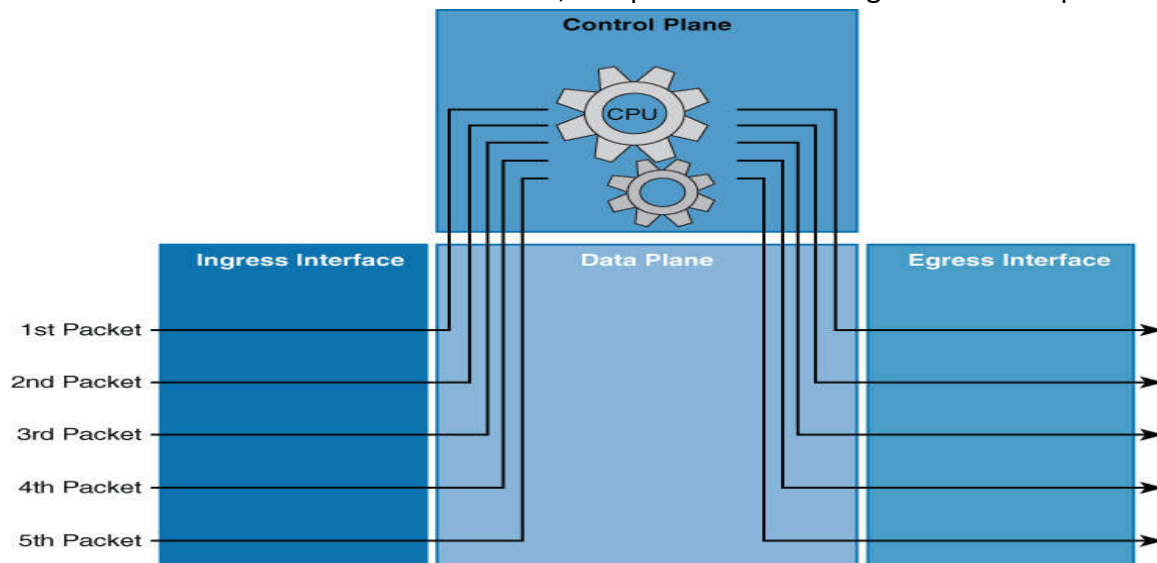 Control Plane
CPU
Ingress Interface
Data Plane
Egress Interface
1st Packet
2nd Packet
3rd Packet
4th Packet
5th Packet